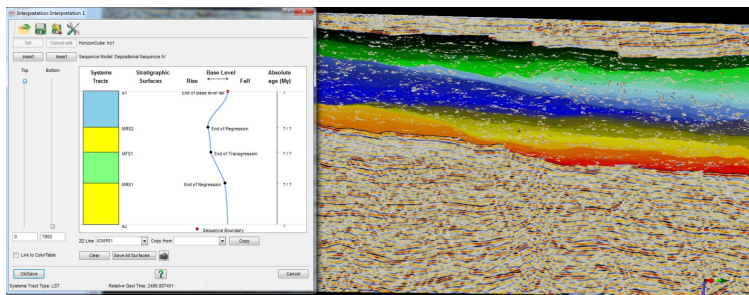 Interpretation: Interpretation 1
Set Cancel edit HorizonCube: hc1
Insert Insert Sequence Model: Depositional Sequence IV
Top Bottom
Systems Tracts Stratigraphic Surfaces Base Level Rise Fall Absolute age (My)
s1 End of Base level fall ?
MRS2 End of Regression ? / ?
MFS1 End of Transgression ? / ?
MRS1 End of Regression ? / ?
s2 ?
Sequence Boundary
0 7800 2D Line 83MP01 Copy from Copy
Link to ColorTable Clear Save All Surfaces...
Ok/Save ? Cancel
Systems Tract Type: LST Relative Geol Time: 2486.887451